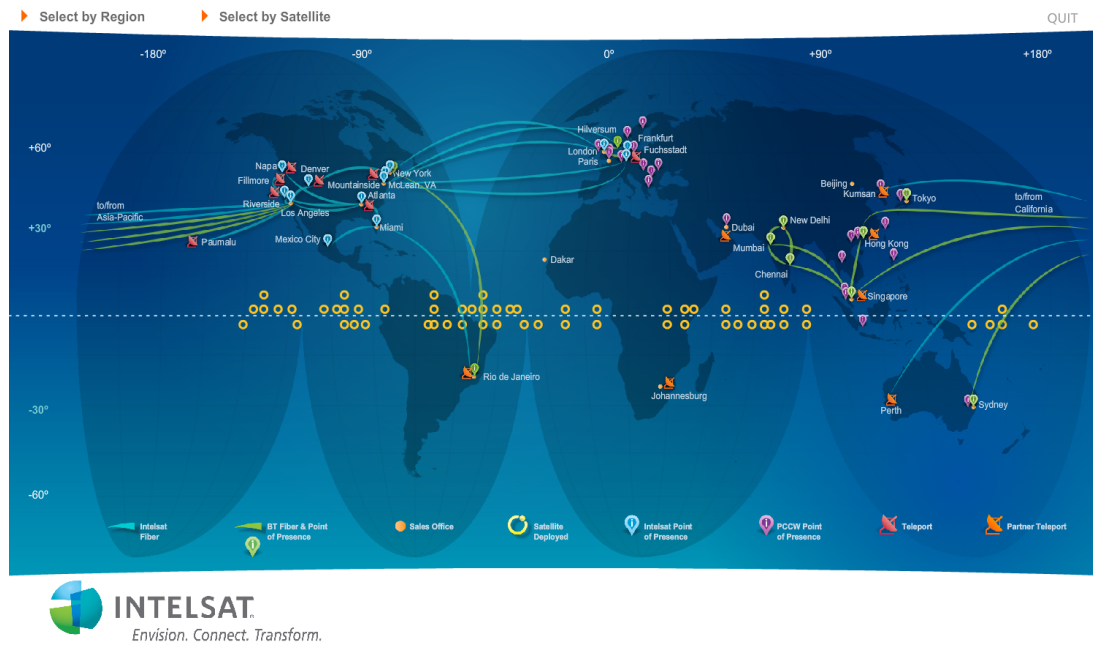 Select by Region
Select by Satellite
QUIT
-180º
-90º
0º
+90º
+180º
+60º
+30º
-30º
-60º
Hilversum
Frankfurt
London
Fuchsstadt
Paris
Napa
Denver
New York
Fillmore
Mountainside
McLean, VA
Beijing
Kumsan
Tokyo
Atlanta
Riverside
Los Angeles
to/from
Asia-Pacific
to/from
California
Miami
Mexico City
Paumalu
Dubai
New Delhi
Mumbai
Hong Kong
Dakar
Chennai
Singapore
Rio de Janeiro
Johannesburg
Perth
Sydney
Intelsat
Fiber
BT Fiber & Point
of Presence
Sales Office
Satellite
Deployed
Intelsat Point
of Presence
PCCW Point
of Presence
Teleport
Partner Teleport
INTELSAT
Envision. Connect. Transform.